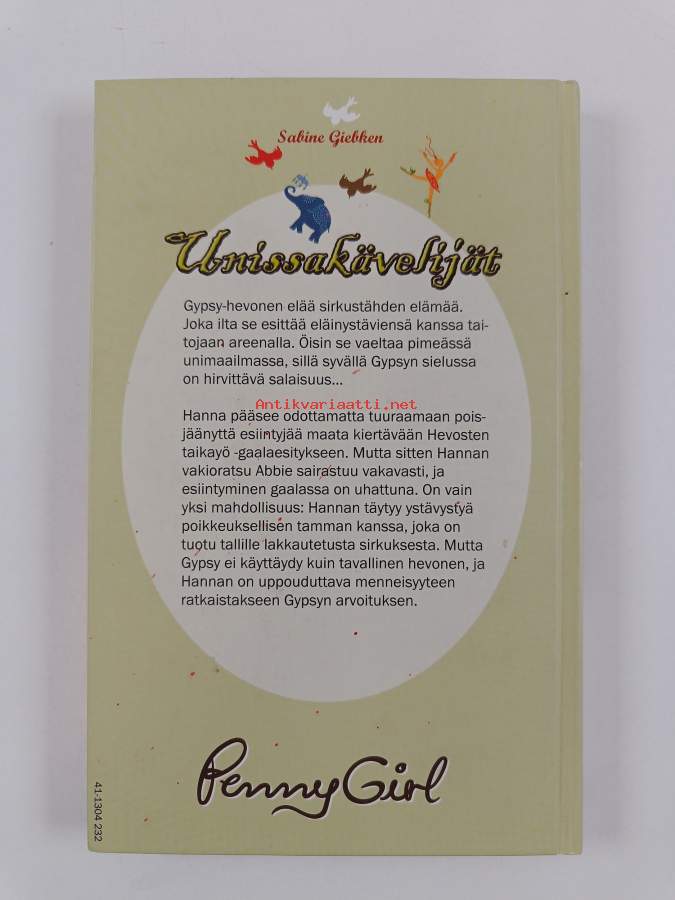 Sabine Giebken
Unissakävelijät
Gypsy-hevonen elää sirkustähden elämää.
Joka ilta se esittää eläinystäviensä kanssa tai-
tojaan areenalla. Öisin se vaeltaa pimeässä
unimaailmassa, sillä syvällä Gypsyn sielussa
on hirvittävä salaisuus...
Antikvariaatti.net
Hanna pääsee odottamatta tuuraamaan pois-
jäänyttä esiintyjää maata kiertävään Hevosten
taikayö -gaalaesitykseen. Mutta sitten Hannan
vakioratsu Abbie sairastuu vakavasti, ja
esiintyminen gaalassa on uhattuna. On vain
yksi mahdollisuus: Hannan täytyy ystävystyä
poikkeuksellisen tamman kanssa, joka on
tuotu tallille lakkautetusta sirkuksesta. Mutta
Gypsy ei käyttäydy kuin tavallinen hevonen, ja
Hannan on uppouduttava menneisyyteen
ratkaistakseen Gypsyn arvoituksen.
PennyGirl
41-1304 232